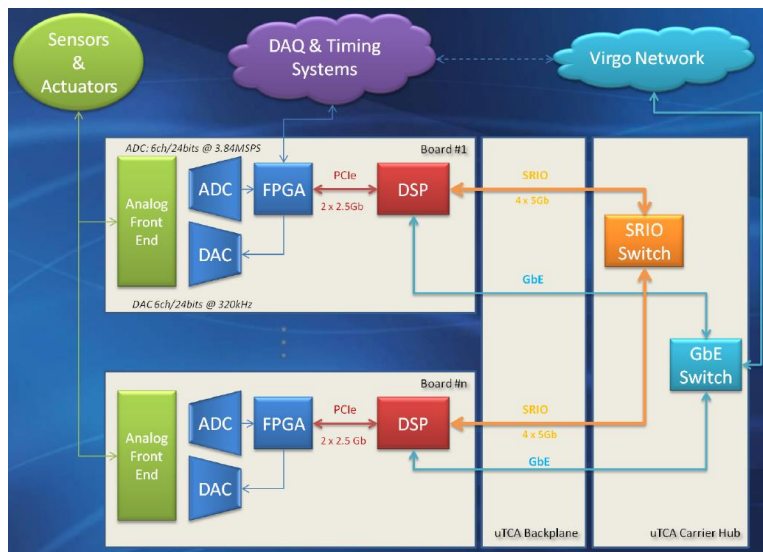 Sensors
&
Actuators
DAQ & Timing
Systems
Virgo Network
ADC: 6ch/24bits @ 3.84MSPS
Board #1
Analog
Front
End
ADC
DAC
FPGA
PCIe
2 x 2.5Gb
DSP
SRIO
4 x 5Gb
SRIO
Switch
GbE
DAC 6ch/24bits @ 320kHz
GbE
Switch
Board #n
Analog
Front
End
ADC
DAC
FPGA
PCIe
2 x 2.5 Gb
DSP
SRIO
4 x 5Gb
GbE
uTCA Backplane
uTCA Carrier Hub